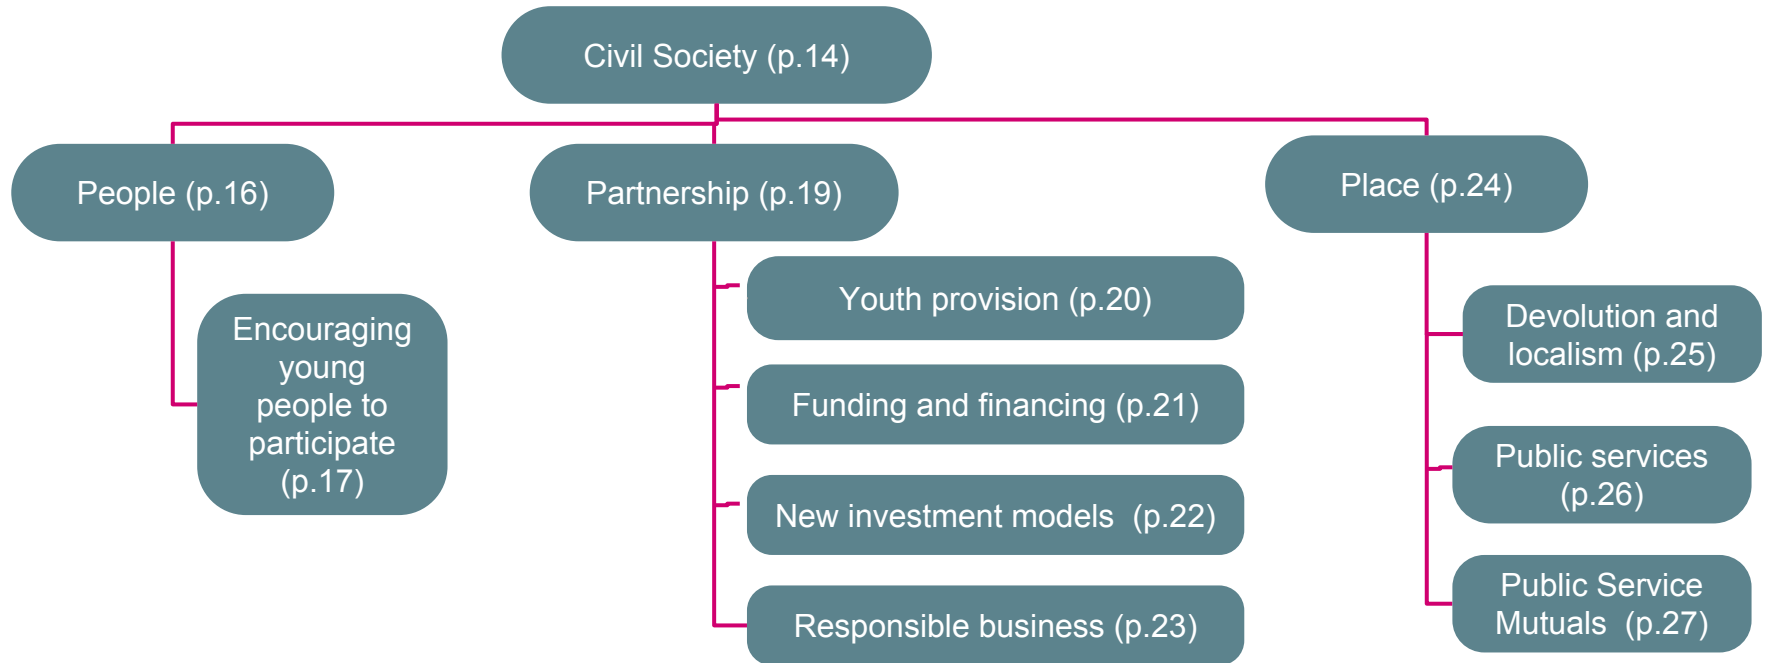 Civil Society (p.14)
People (p.16)
Partnership (p.19)
Place (p.24)
Encouraging
young
people to
participate
(p.17)
Youth provision (p.20)
Funding and financing (p.21)
New investment models  (p.22)
Responsible business (p.23)
Devolution and
localism (p.25)
Public services
(p.26)
Public Service
Mutuals  (p.27)